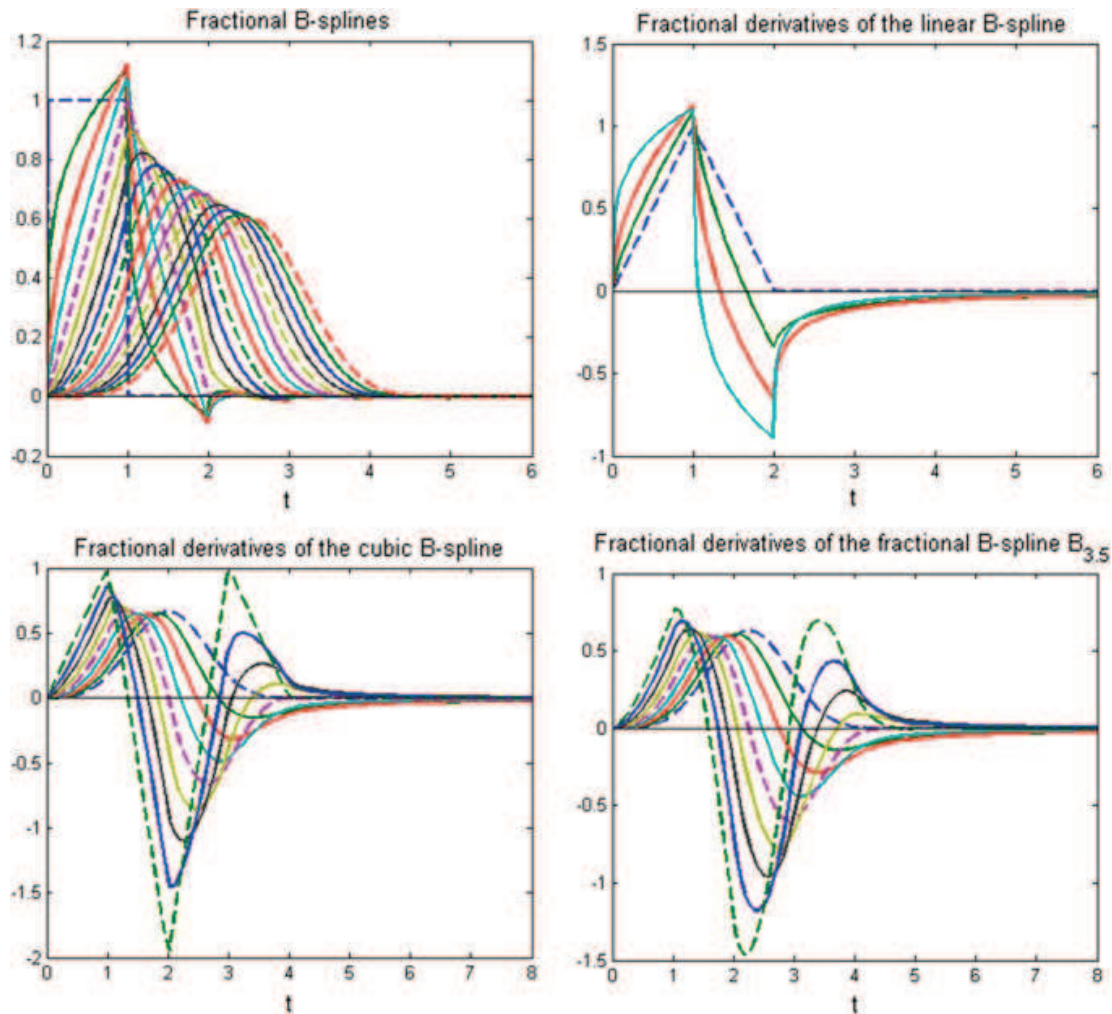 Fractional B-splines
1.2
1
0.8
0.6
0.4
0.2
0
-0.2
0 1 2 3 4 5 6
t
Fractional derivatives of the linear B-spline
1.5
1
0.5
0
-0.5
-1
0 1 2 3 4 5 6
t
Fractional derivatives of the cubic B-spline
1
0.5
0
-0.5
-1
-1.5
-2
0 1 2 3 4 5 6 7 8
t
Fractional derivatives of the fractional B-spline B3.5
1
0.5
0
-0.5
-1
-1.5
0 1 2 3 4 5 6 7 8
t